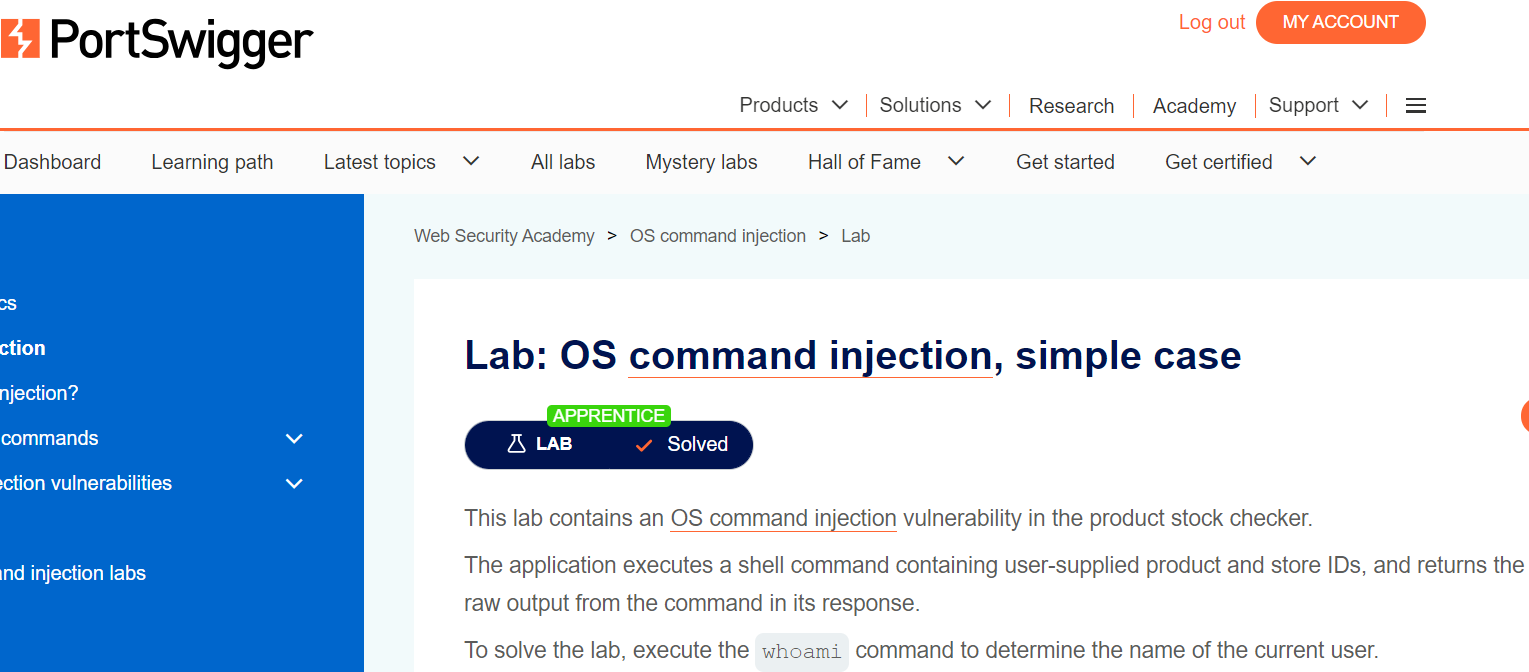 PortSwigger
Log out MY ACCOUNT
Products Solutions Research Academy Support
Dashboard Learning path Latest topics All labs Mystery labs Hall of Fame Get started Get certified
Web Security Academy > OS command injection > Lab
cs
ction
njection?
commands
ection vulnerabilities
nd injection labs
Lab: OS command injection, simple case
APPRENTICE
LAB Solved
This lab contains an OS command injection vulnerability in the product stock checker.
The application executes a shell command containing user-supplied product and store IDs, and returns the
raw output from the command in its response.
To solve the lab, execute the whoami command to determine the name of the current user.